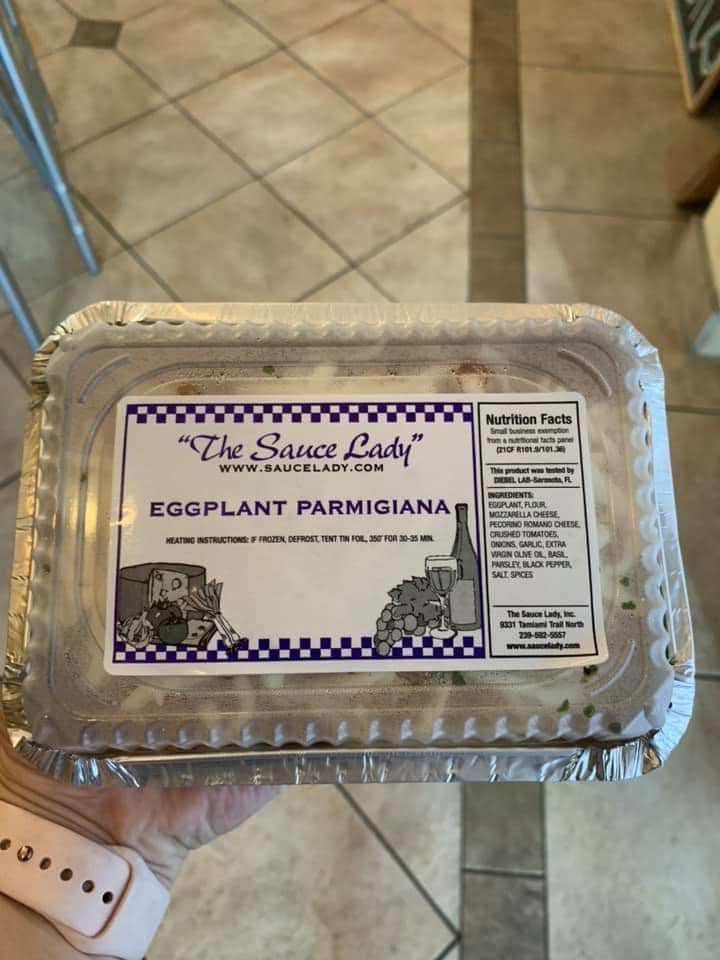 "The Sauce Lady"
WWW.SAUCELADY.COM
EGGPLANT PARMIGIANA
HEATING INSTRUCTIONS: IF FROZEN, DEFROST, TENT TIN FOIL, 350° FOR 30-35 MIN.
Nutrition Facts
Small business exemption
from a nutritional facts panel
(21CF R101.9/101.36)
This product was tested by
DIEBEL LAB-Sarasota, FL
INGREDIENTS:
EGGPLANT, FLOUR,
MOZZARELLA CHEESE,
PECORINO ROMANO CHEESE,
CRUSHED TOMATOES,
ONIONS, GARLIC, EXTRA
VIRGIN OLIVE OIL, BASIL,
PARSLEY, BLACK PEPPER,
SALT, SPICES
The Sauce Lady, Inc.
9331 Tamiami Trail North
239-592-5557
www.saucelady.com